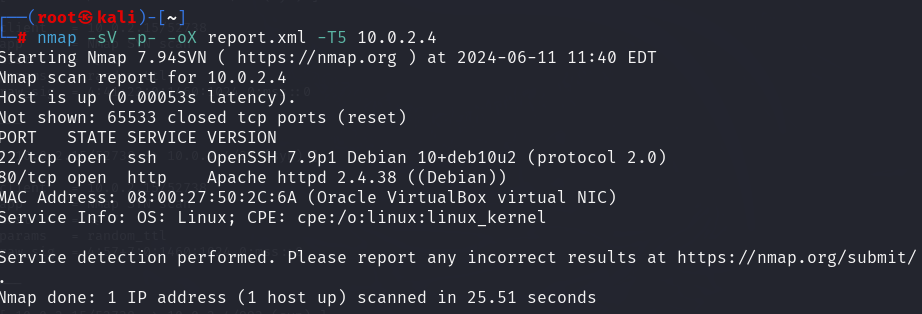 ┌──(root㉿kali)-[~]
└─# nmap -sV -p- -oX report.xml -T5 10.0.2.4
Starting Nmap 7.94SVN ( https://nmap.org ) at 2024-06-11 11:40 EDT
Nmap scan report for 10.0.2.4
Host is up (0.00053s latency).
Not shown: 65533 closed tcp ports (reset)
PORT   STATE SERVICE VERSION
22/tcp open  ssh     OpenSSH 7.9p1 Debian 10+deb10u2 (protocol 2.0)
80/tcp open  http    Apache httpd 2.4.38 ((Debian))
MAC Address: 08:00:27:50:2C:6A (Oracle VirtualBox virtual NIC)
Service Info: OS: Linux; CPE: cpe:/o:linux:linux_kernel
params   = random_ttl
Service detection performed. Please report any incorrect results at https://nmap.org/submit/
.
Nmap done: 1 IP address (1 host up) scanned in 25.51 seconds